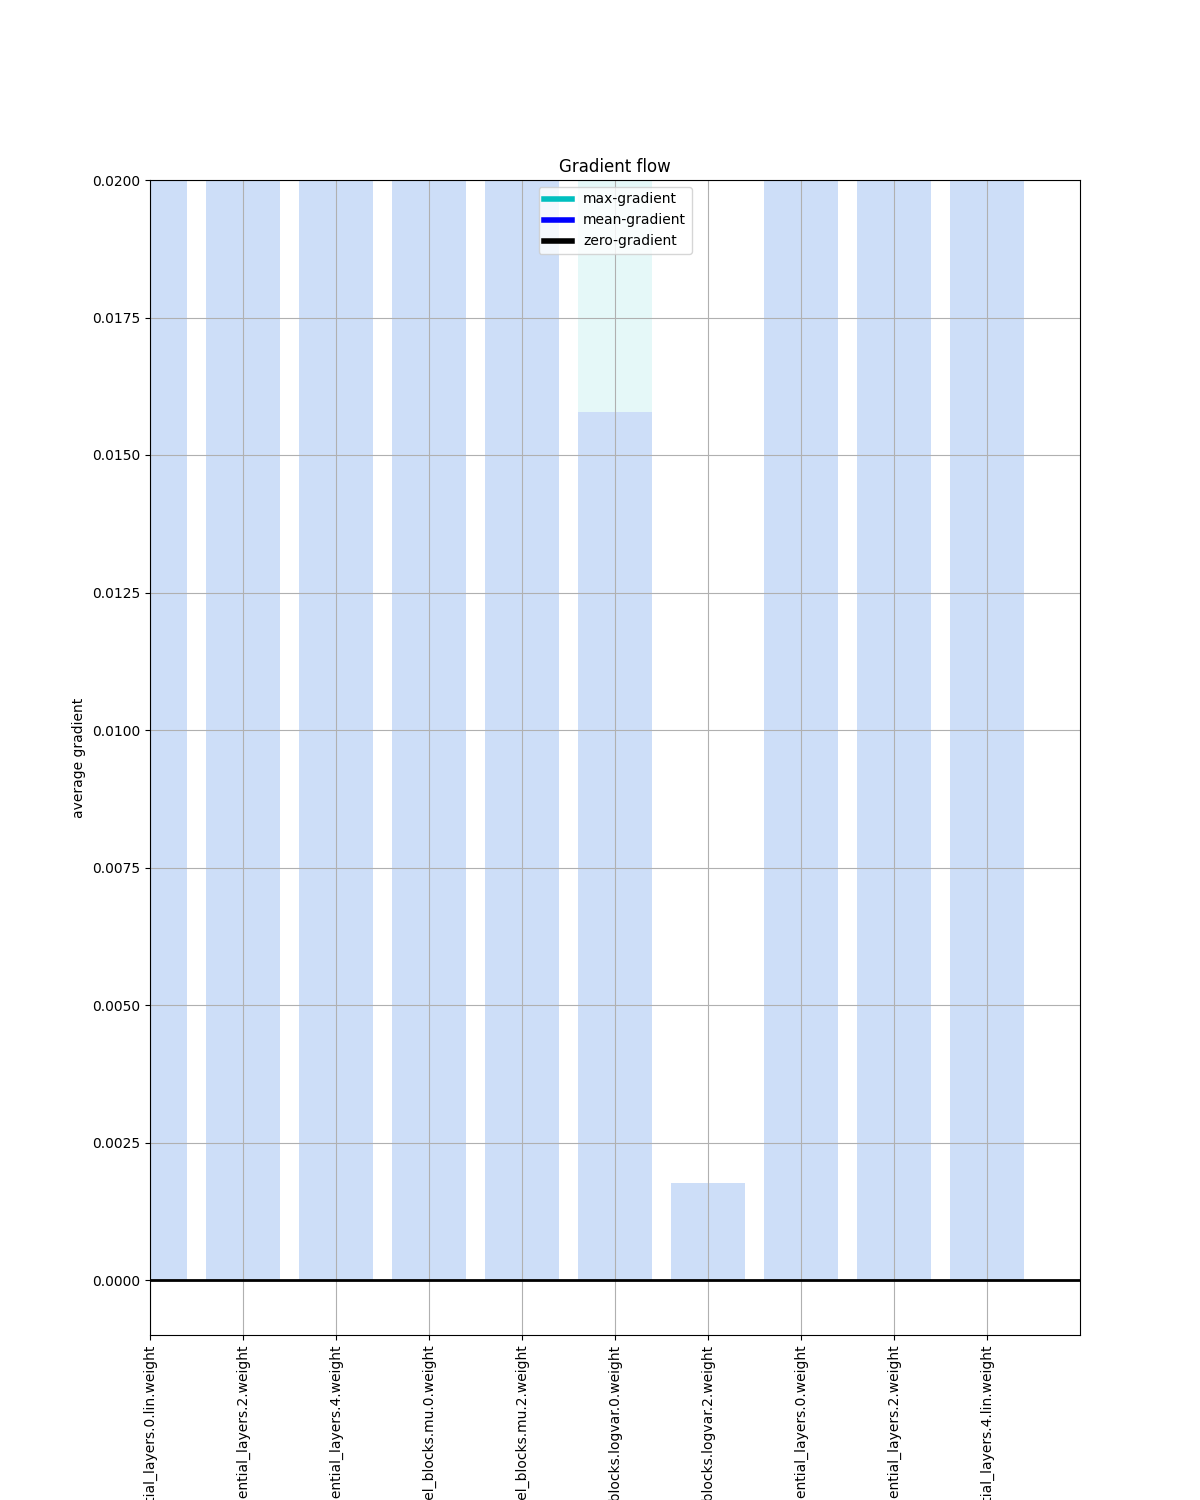 Gradient flow
max-gradient
mean-gradient
zero-gradient
0.0200
0.0175
0.0150
0.0125
0.0100
0.0075
0.0050
0.0025
0.0000
average gradient
tial_layers.0.lin.weight
ential_layers.2.weight
ential_layers.4.weight
el_blocks.mu.0.weight
el_blocks.mu.2.weight
blocks.logvar.0.weight
blocks.logvar.2.weight
ential_layers.0.weight
ential_layers.2.weight
tial_layers.4.lin.weight